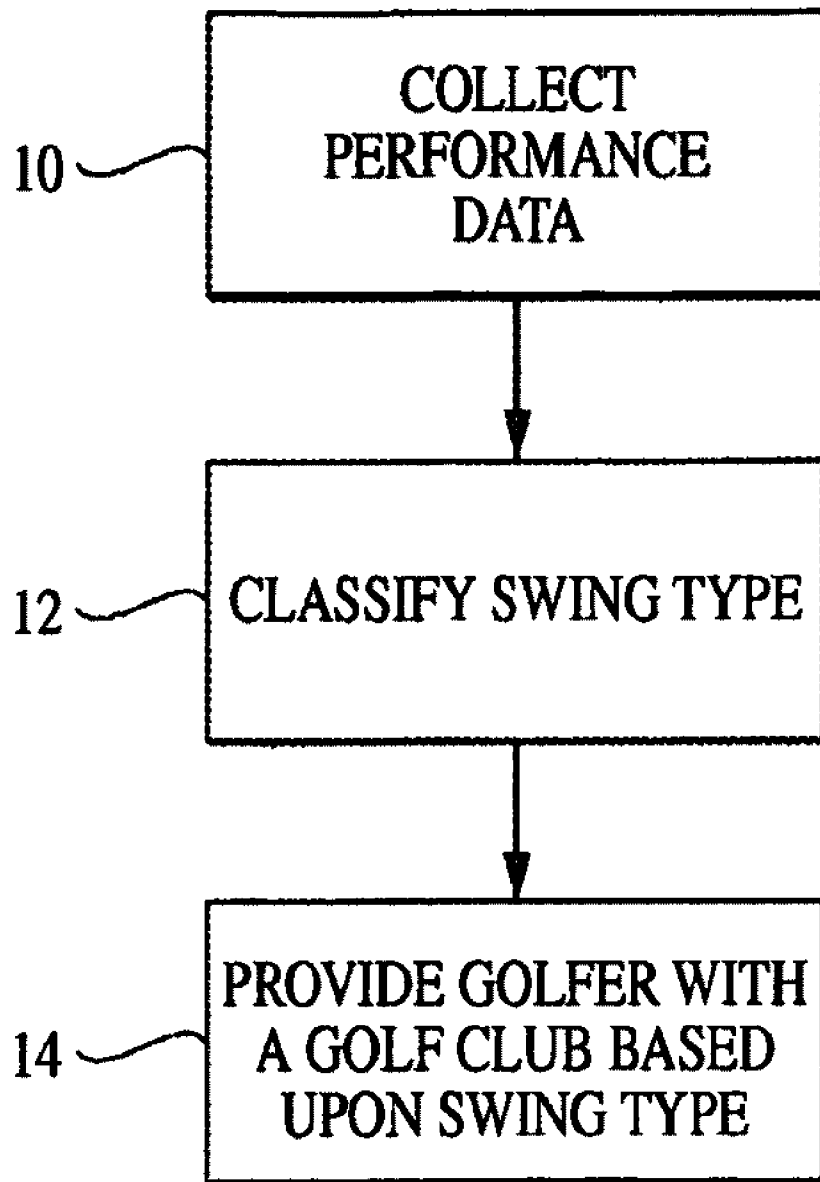 COLLECT
PERFORMANCE
DATA
10
CLASSIFY SWING TYPE
12
PROVIDE GOLFER WITH
A GOLF CLUB BASED
UPON SWING TYPE
14